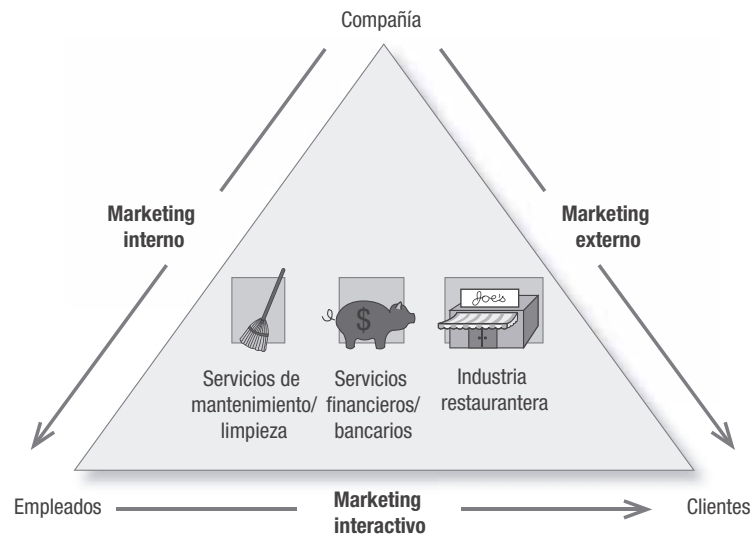 Compañía
Marketing
interno
Marketing
externo
Joe's
$
Servicios de
mantenimiento/
limpieza
Servicios
financieros/
bancarios
Industria
restaurantera
Empleados
Marketing
interactivo
Clientes